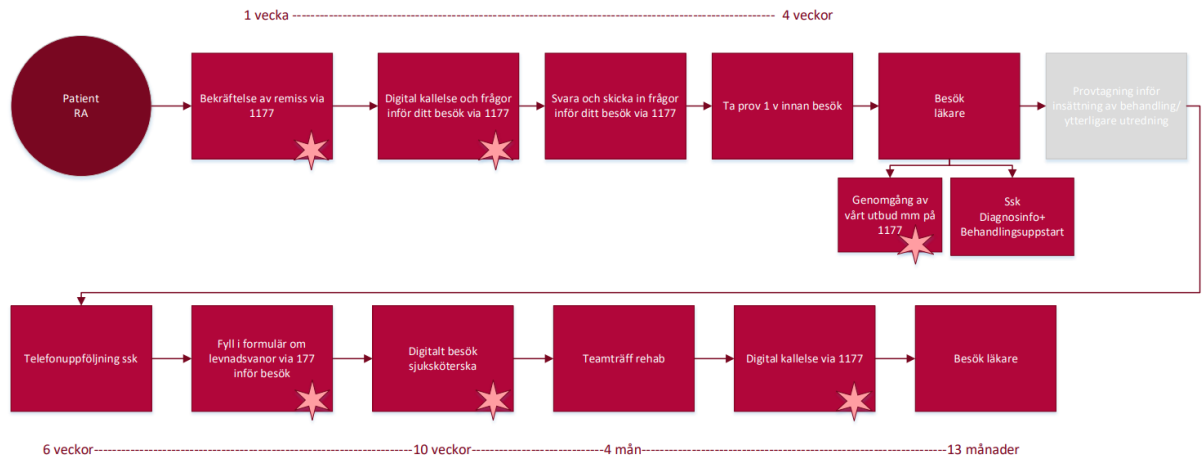 1 vecka ------------------------------------------------------------------------- 4 veckor
Patient
RA
Bekräftelse av remiss via
1177
Digital kallelse och frågor
inför ditt besök via 1177
Svara och skicka in frågor
inför ditt besök via 1177
Ta prov 1 v innan besök
Besök
läkare
Provtagning inför
insättning av behandling/
ytterligare utredning
Genomgång av
vårt utbud mm på
1177
Ssk
Diagnosinfo+
Behandlingsuppstart
Telefonuppföljning ssk
Fyll i formulär om
levnadsvanor via 177
inför besök
Digitalt besök
sjuksköterska
Teamträff rehab
Digital kallelse via 1177
Besök läkare
6 veckor-----------------------------------------------------------10 veckor----------------------4 mån--------------------------------------------------------13 månader